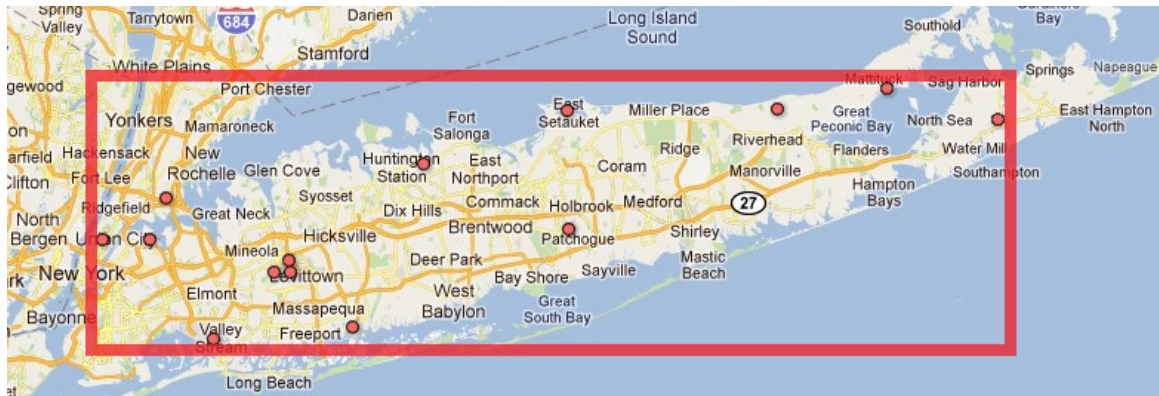 Spring
Valley
Tarrytown
684
Darien
Long Island
Sound
Southold
Bay
Stamford
White Plains
Port Chester
Mattituck
Sag Harbor
Springs
Napeague
Yonkers
Mamaroneck
Fort
Salonga
East
Setauket
Miller Place
Great
Peconic Bay
North Sea
East Hampton
North
Hackensack
New
Rochelle
Glen Cove
Huntington
Station
East
Northport
Coram
Ridge
Riverhead
Flanders
Water Mill
Clifton
Fort Lee
Syosset
Manorville
Southampton
Ridgefield
Great Neck
Dix Hills
Commack
Holbrook
Medford
27
Hampton
Bays
North
Bergen
Union City
Mineola
Hicksville
Brentwood
Patchogue
Shirley
New York
Levittown
Deer Park
Bay Shore
Sayville
Mastic
Beach
Elmont
Massapequa
West
Babylon
Great
South Bay
Bayonne
Valley
Stream
Freeport
Long Beach